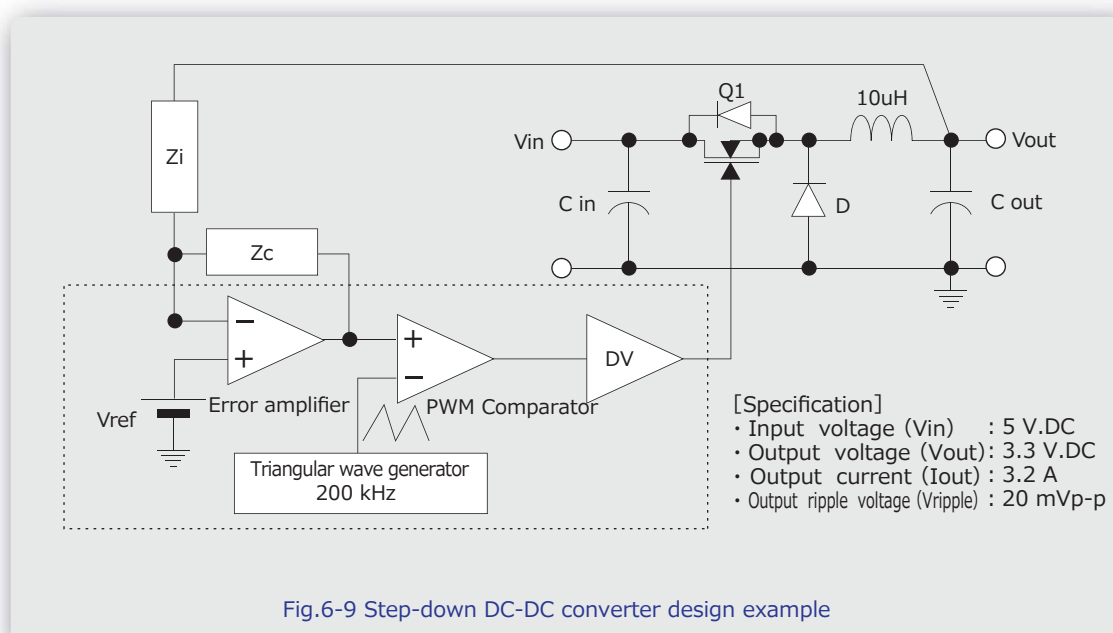 Q1
10uH
Vin
Vout
Zi
C in
D
C out
Zc
−
+
+
−
DV
Vref
Error amplifier
PWM Comparator
Triangular wave generator
200 kHz
[Specification]
・Input voltage (Vin) : 5 V.DC
・Output voltage (Vout) : 3.3 V.DC
・Output current (Iout) : 3.2 A
・Output ripple voltage (Vripple) : 20 mVp-p
Fig.6-9 Step-down DC-DC converter design example